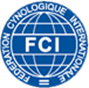 FEDERATION CYNOLOGIQUE INTERNATIONALE
FCI